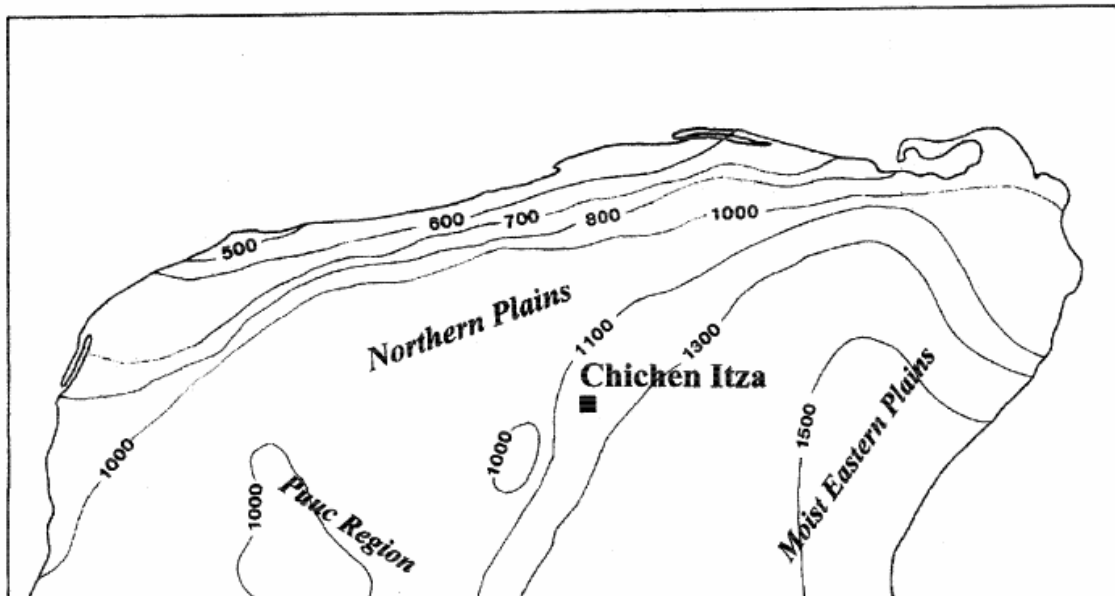 500
600
700
800
1000
Northern Plains
1100
1300
Chichen Itza
1500
Moist Eastern Plains
1000
1000
1000
Puuc Region